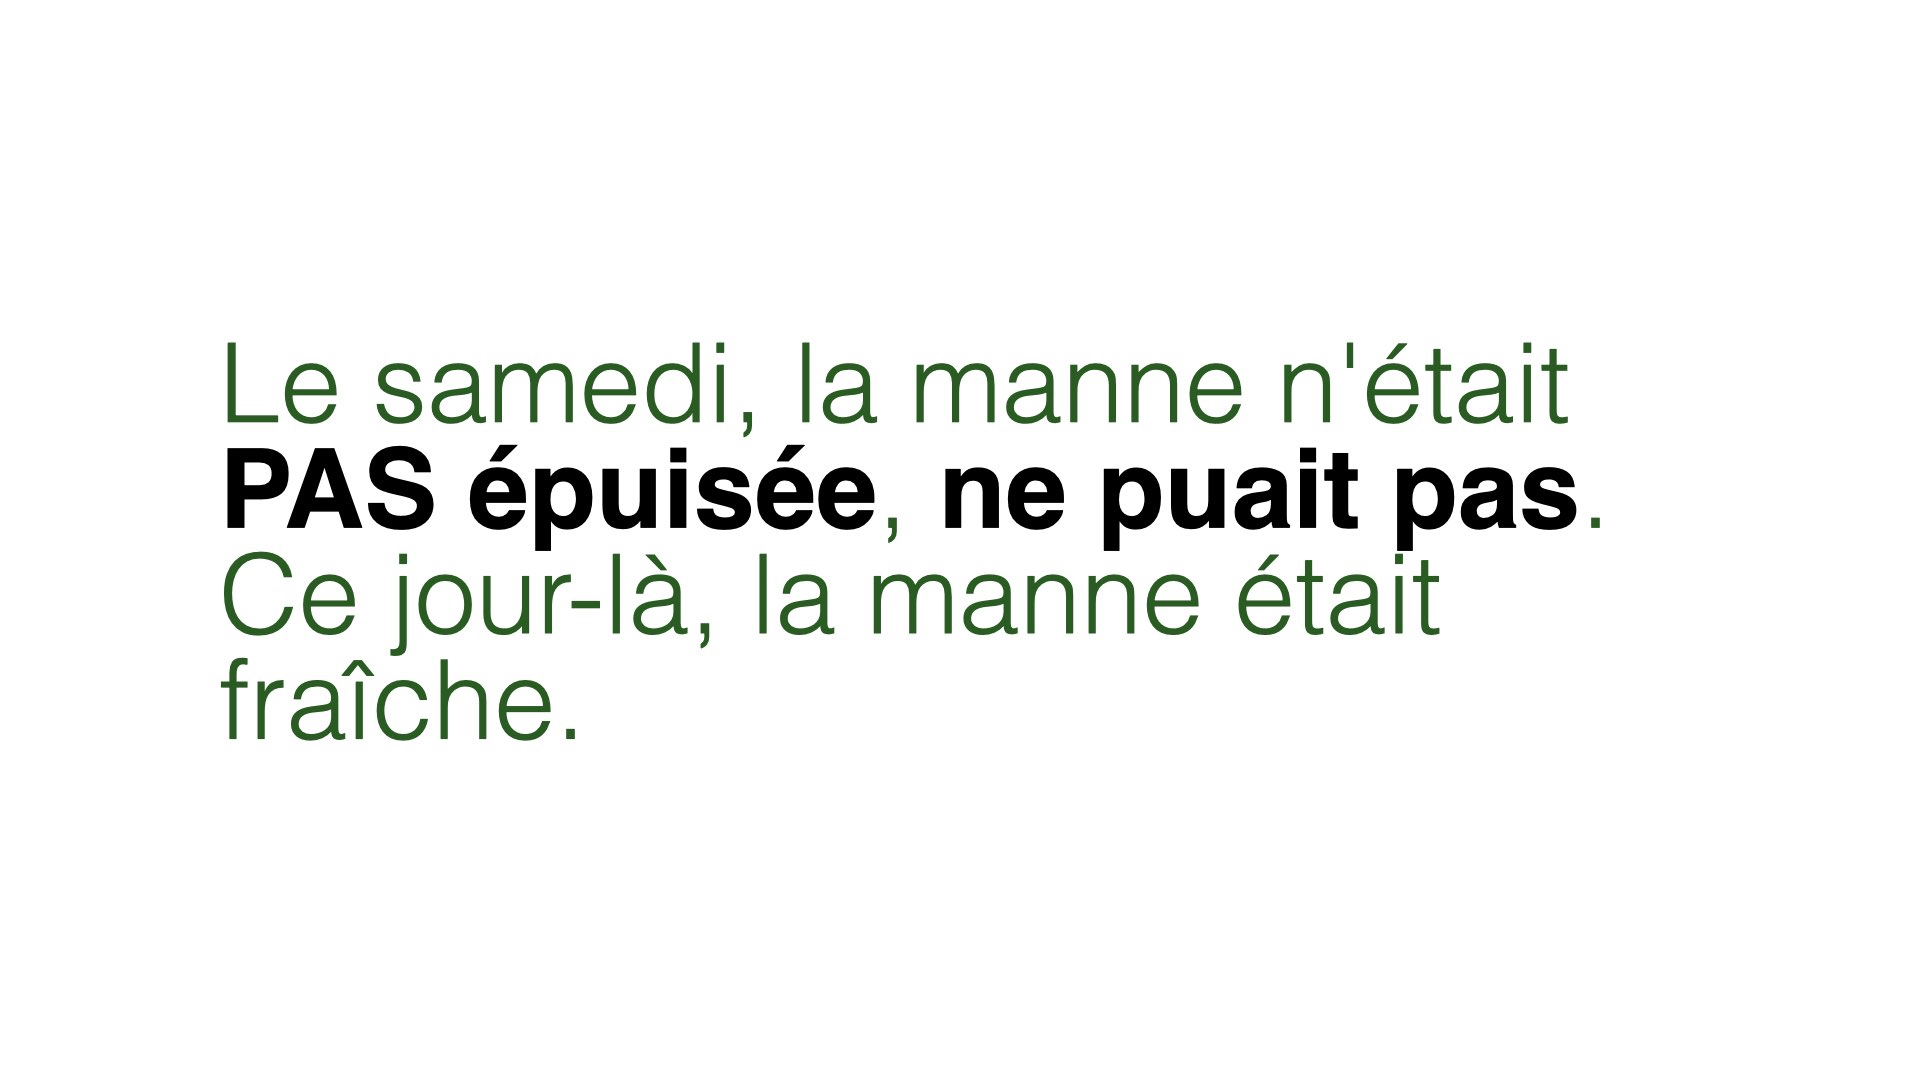 Le samedi, la manne n'était
PAS épuisée, ne puait pas.
Ce jour-là, la manne était
fraîche.